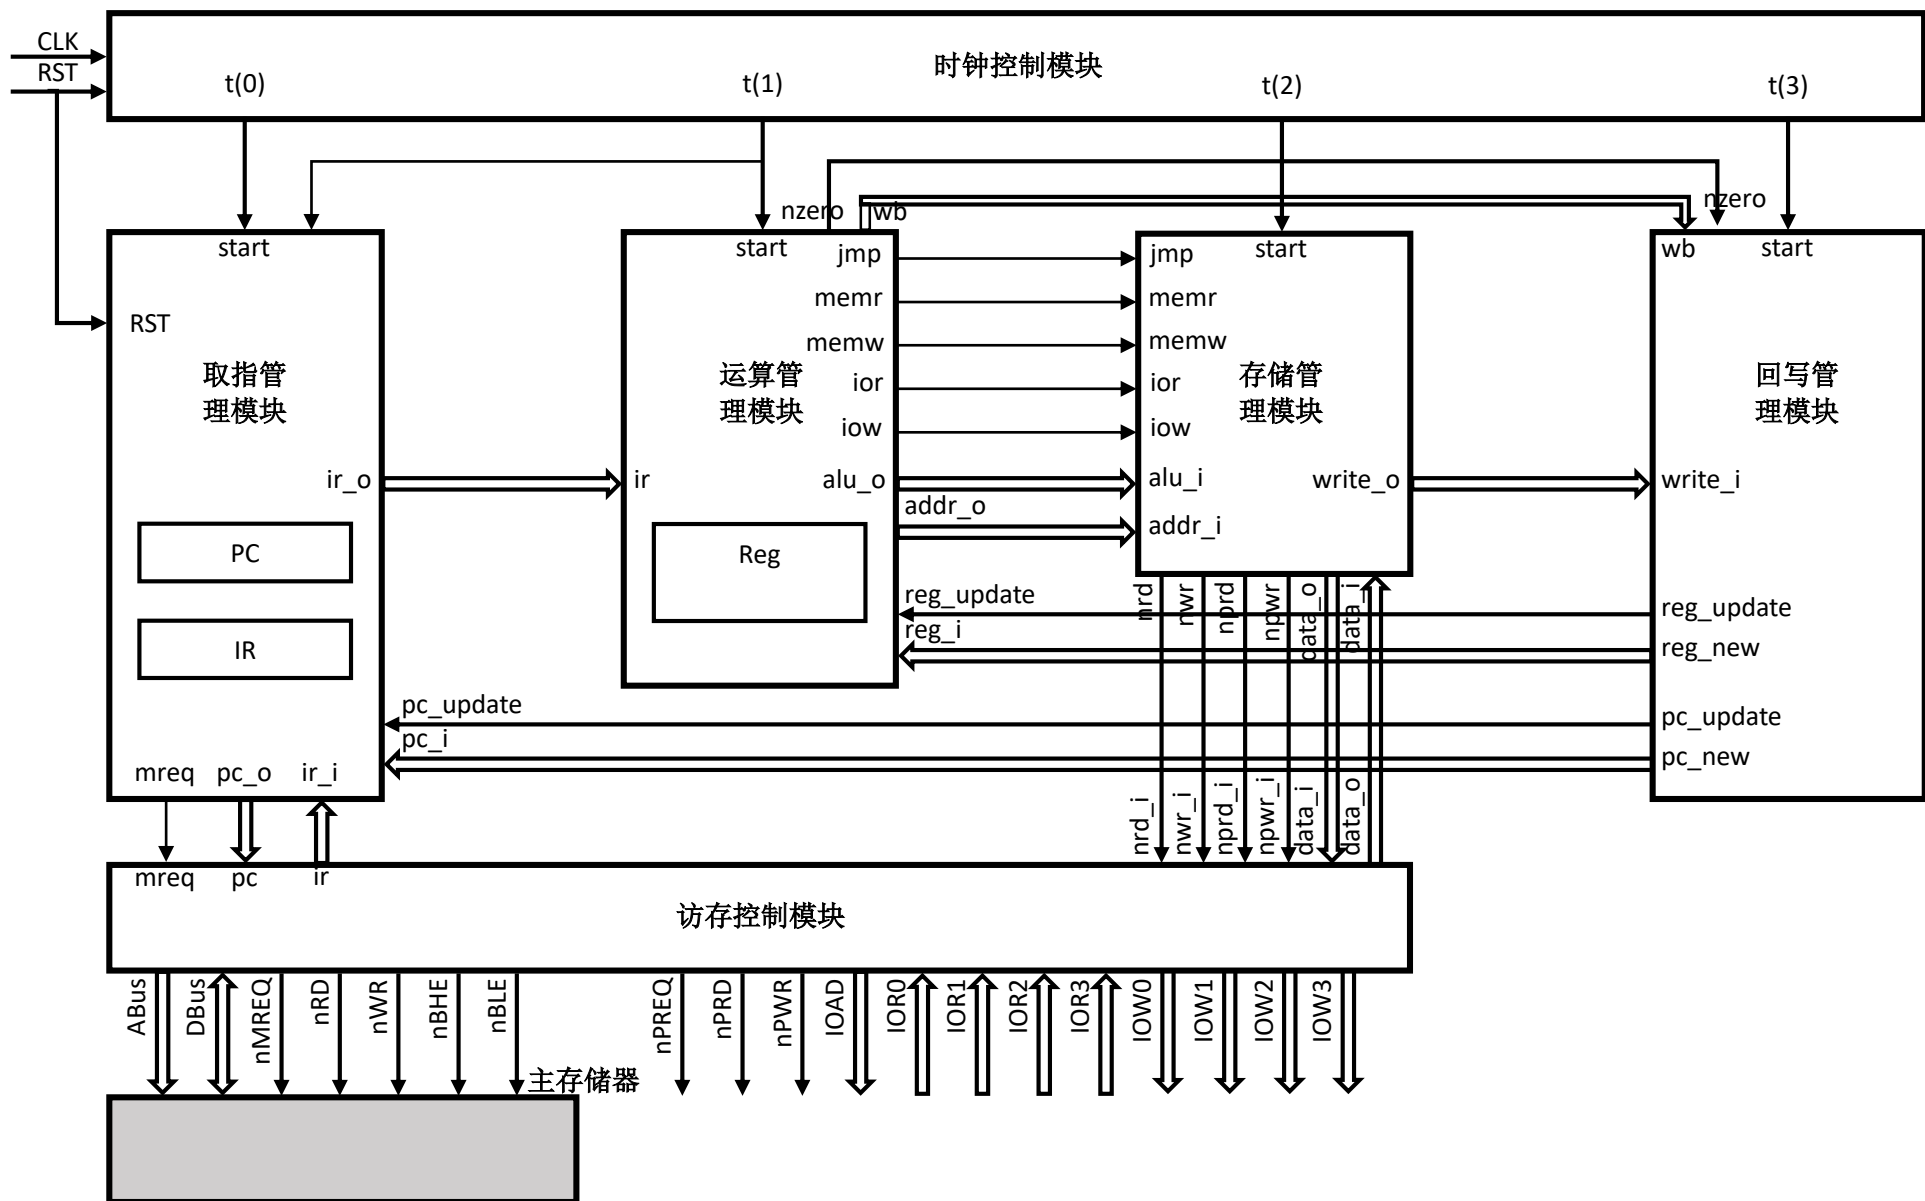 CLK
RST
时钟控制模块
t(0)
t(1)
t(2)
t(3)
nzero
wb
nzero
start
RST
取指管
理模块
ir_o
PC
IR
mreq
pc_o
ir_i
start
jmp
memr
memw
ior
iow
运算管
理模块
ir
alu_o
addr_o
Reg
start
jmp
memr
memw
ior
iow
存储管
理模块
alu_i
addr_i
write_o
wb
start
回写管
理模块
write_i
reg_update
reg_new
pc_update
pc_new
reg_update
reg_i
pc_update
pc_i
nrd
nwr
nprd
npwr
data_o
data_i
nrd_i
nwr_i
nprd_i
npwr_i
data_i
data_o
mreq
pc
ir
访存控制模块
ABus
DBus
nMREQ
nRD
nWR
nBHE
nBLE
nPREQ
nPRD
nPWR
IOAD
IOR0
IOR1
IOR2
IOR3
IOW0
IOW1
IOW2
IOW3
主存储器